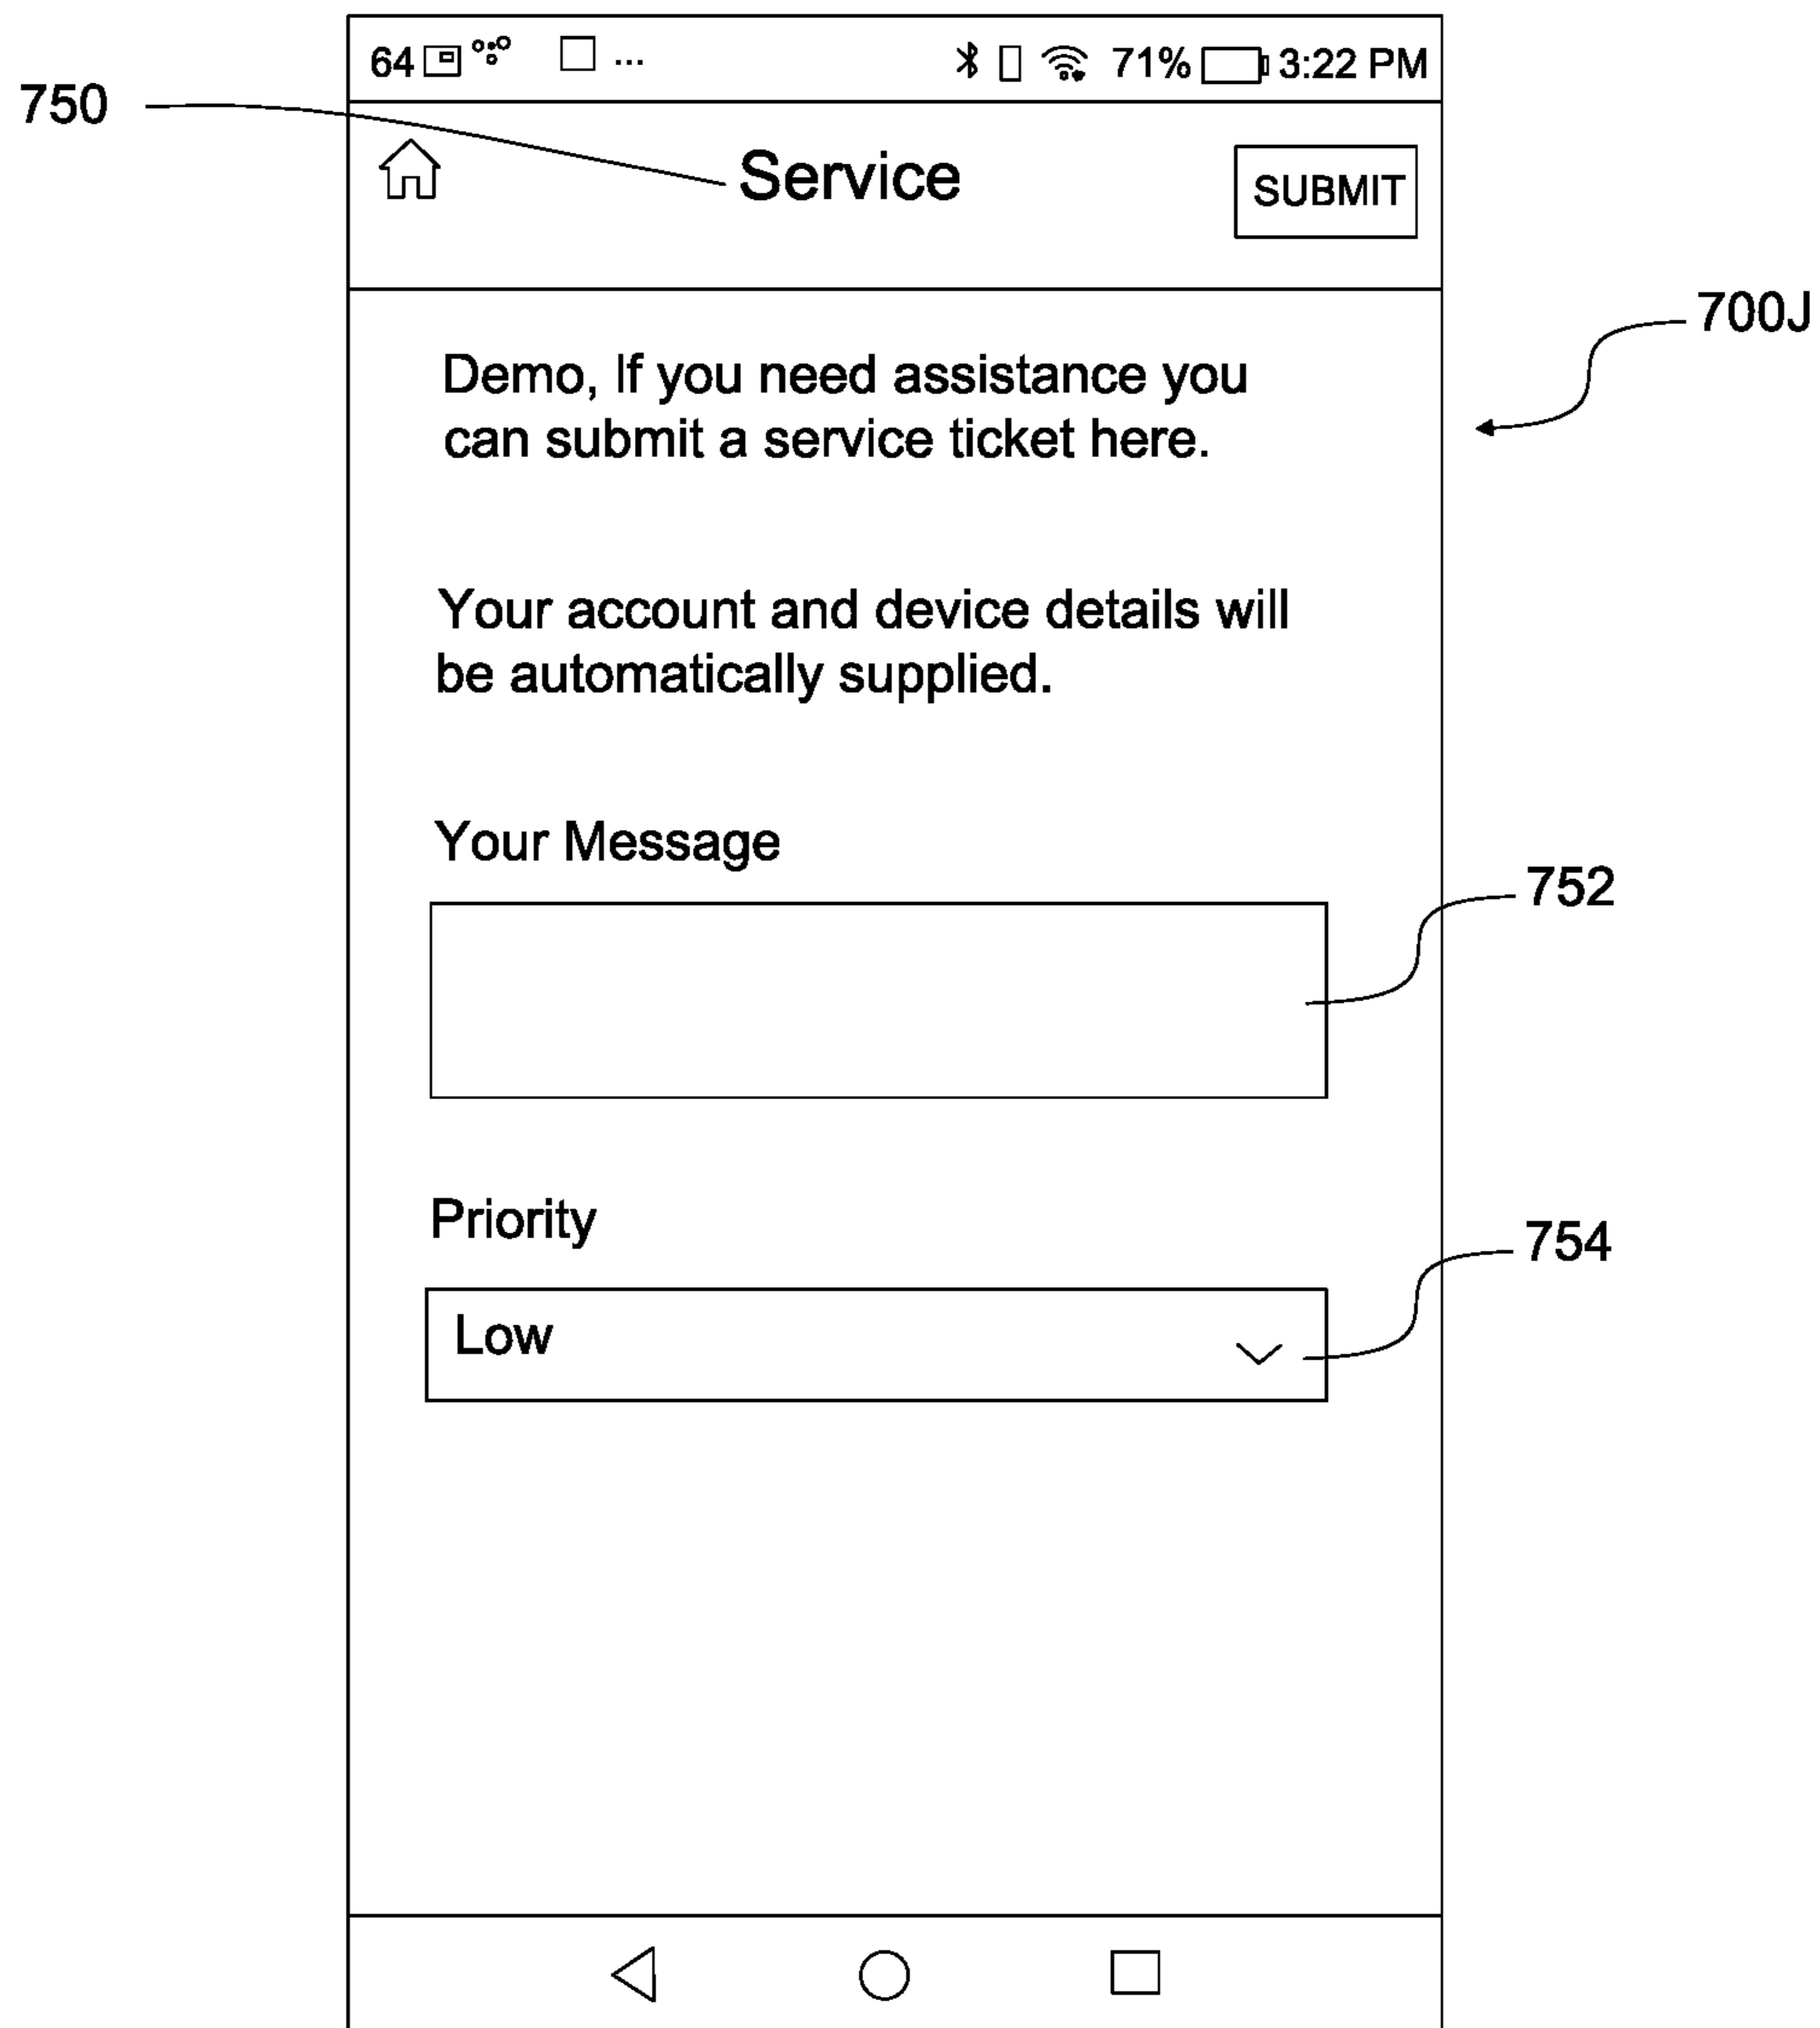 64 ... 71% 3:22 PM
750
Service
SUBMIT
700J
Demo, If you need assistance you
can submit a service ticket here.
Your account and device details will
be automatically supplied.
Your Message
752
Priority
754
Low